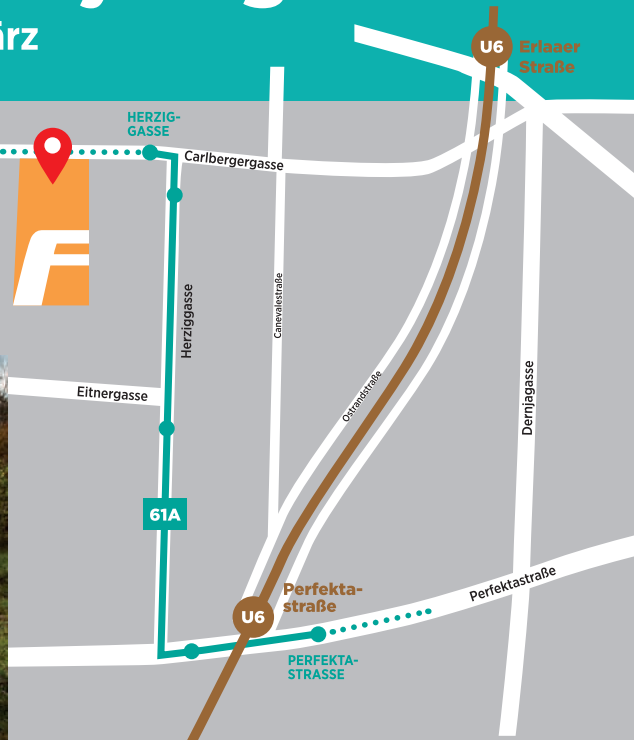 ärz
U6
Erlaaer
Straße
HERZIG-
GASSE
Carlbergergasse
Canevalestraße
Herziggasse
Ostrandstraße
Dernjagasse
Eitnergasse
61A
Perfekta-
straße
U6
Perfektastraße
PERFEKTA-
STRASSE